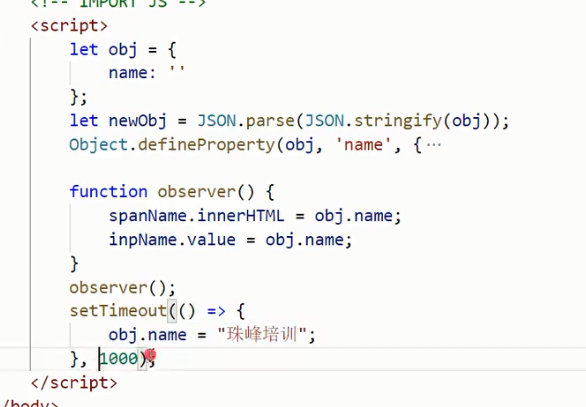 <!-- IMPORT JS -->
<script>
let obj = {
name: ''
};
let newObj = JSON.parse(JSON.stringify(obj));
Object.defineProperty(obj, 'name', {…
function observer() {
spanName.innerHTML = obj.name;
inpName.value = obj.name;
}
observer();
setTimeout(() => {
obj.name = "珠峰培训";
}, 1000);
</script>
/body>